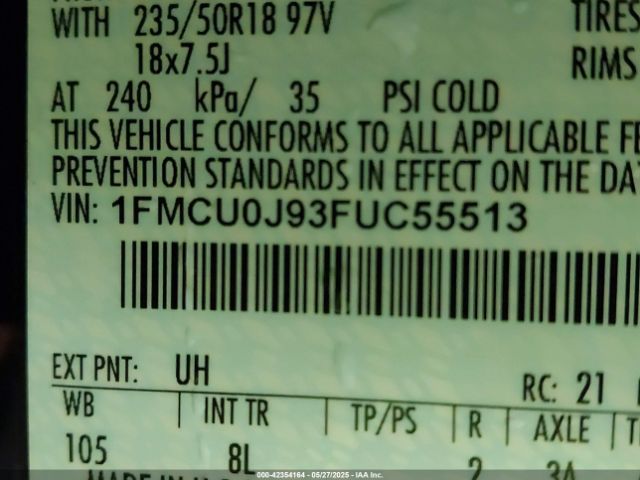 WITH 235/50R18 97V TIRES
18x7.5J RIMS
AT 240 kPa/ 35 PSI COLD
THIS VEHICLE CONFORMS TO ALL APPLICABLE FE
PREVENTION STANDARDS IN EFFECT ON THE DA
VIN: 1FMCU0J93FUC55513
EXT PNT: UH RC: 21
WB INT TR TP/PS R AXLE
105 8L 2 3A
000-42354164 - 05/27/2025 - IAA Inc.